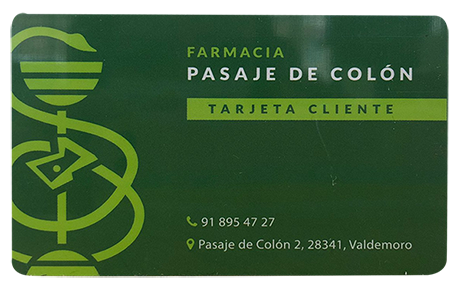 FARMACIA
PASAJE DE COLÓN
TARJETA CLIENTE
91 895 47 27
Pasaje de Colón 2, 28341, Valdemoro